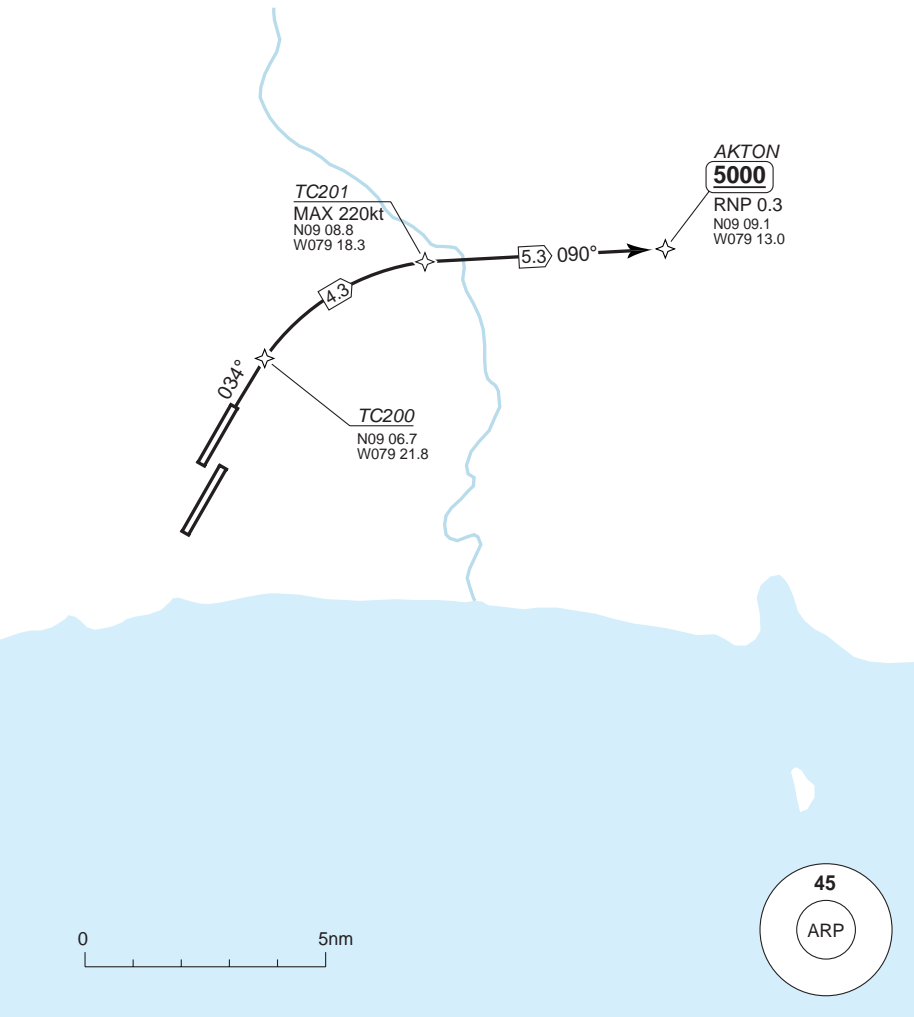 AKTON
5000
RNP 0.3
N09 09.1
W079 13.0
TC201
MAX 220kt
N09 08.8
W079 18.3
5.3
090°
4.3
034°
TC200
N09 06.7
W079 21.8
45
ARP
0
5nm